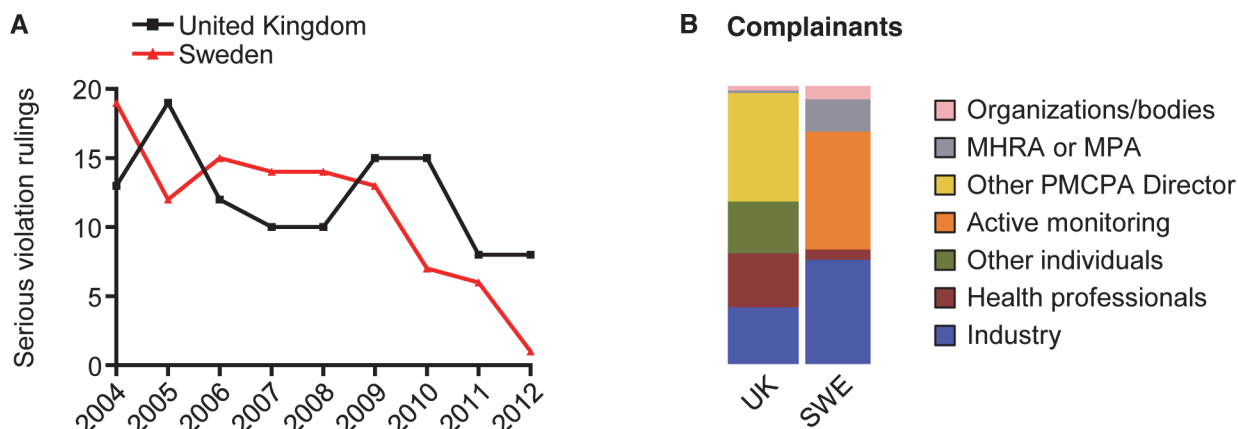 A
United Kingdom
Sweden
Serious violation rulings
20
15
10
5
0
2004
2005
2006
2007
2008
2009
2010
2011
2012
B Complainants
Organizations/bodies
MHRA or MPA
Other PMCPA Director
Active monitoring
Other individuals
Health professionals
Industry
UK
SWE